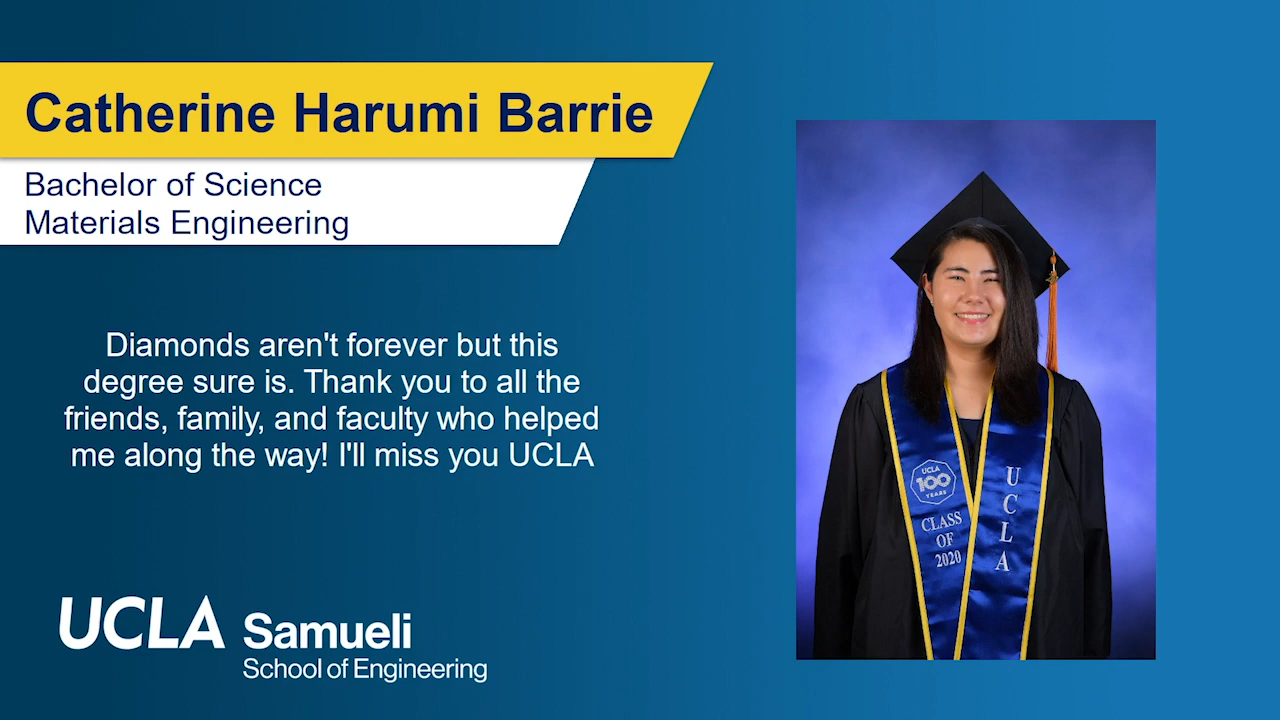 Catherine Harumi Barrie
Bachelor of Science
Materials Engineering
Diamonds aren't forever but this
degree sure is. Thank you to all the
friends, family, and faculty who helped
me along the way! I'll miss you UCLA
UCLA Samueli
School of Engineering
UCLA
100
YEARS
CLASS
OF
2020
UCLA